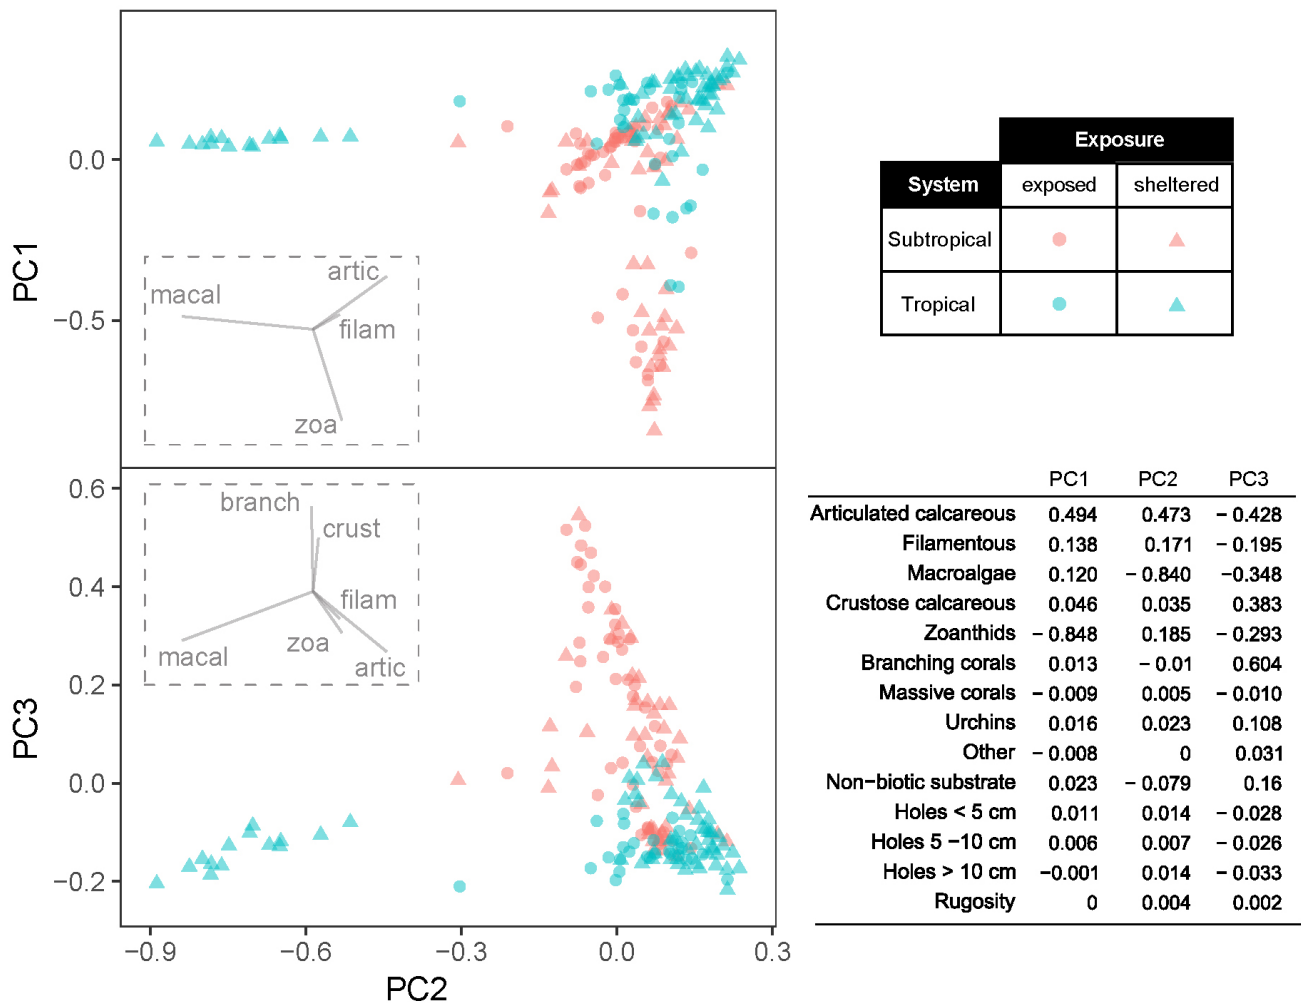 PC1
0.0
−0.5
artic
macal
filam
zoa
PC3
0.6
0.4
0.2
0.0
−0.2
branch
crust
filam
zoa
macal
artic
−0.9
−0.6
−0.3
0.0
0.3
PC2
Exposure
System exposed sheltered
Subtropical
Tropical
PC1 PC2 PC3
Articulated calcareous 0.494 0.473 − 0.428
Filamentous 0.138 0.171 − 0.195
Macroalgae 0.120 − 0.840 −0.348
Crustose calcareous 0.046 0.035 0.383
Zoanthids − 0.848 0.185 − 0.293
Branching corals 0.013 − 0.01 0.604
Massive corals − 0.009 0.005 − 0.010
Urchins 0.016 0.023 0.108
Other − 0.008 0 0.031
Non-biotic substrate 0.023 − 0.079 0.16
Holes < 5 cm 0.011 0.014 − 0.028
Holes 5 −10 cm 0.006 0.007 − 0.026
Holes > 10 cm −0.001 0.014 − 0.033
Rugosity 0 0.004 0.002